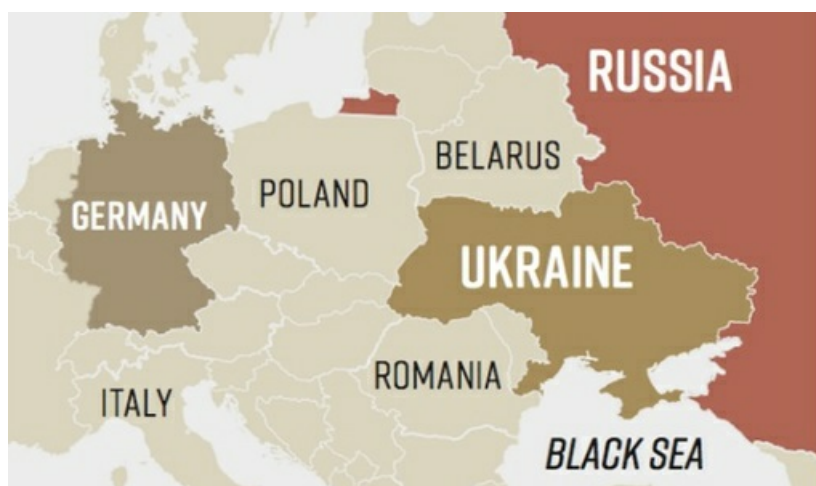 RUSSIA
BELARUS
POLAND
GERMANY
UKRAINE
ROMANIA
ITALY
BLACK SEA